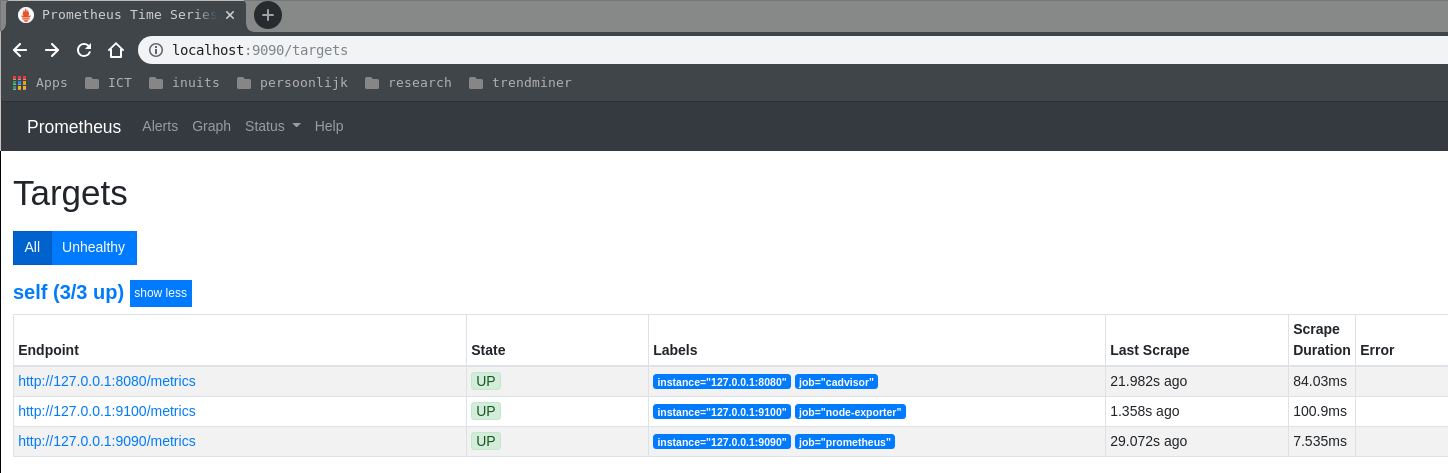 Prometheus Time Series
localhost:9090/targets
Apps ICT inuits persoonlijk research trendminer
Prometheus Alerts Graph Status Help
Targets
All Unhealthy
self (3/3 up) show less
Endpoint State Labels Last Scrape Scrape Duration Error
http://127.0.0.1:8080/metrics UP instance="127.0.0.1:8080" job="cadvisor" 21.982s ago 84.03ms
http://127.0.0.1:9100/metrics UP instance="127.0.0.1:9100" job="node-exporter" 1.358s ago 100.9ms
http://127.0.0.1:9090/metrics UP instance="127.0.0.1:9090" job="prometheus" 29.072s ago 7.535ms